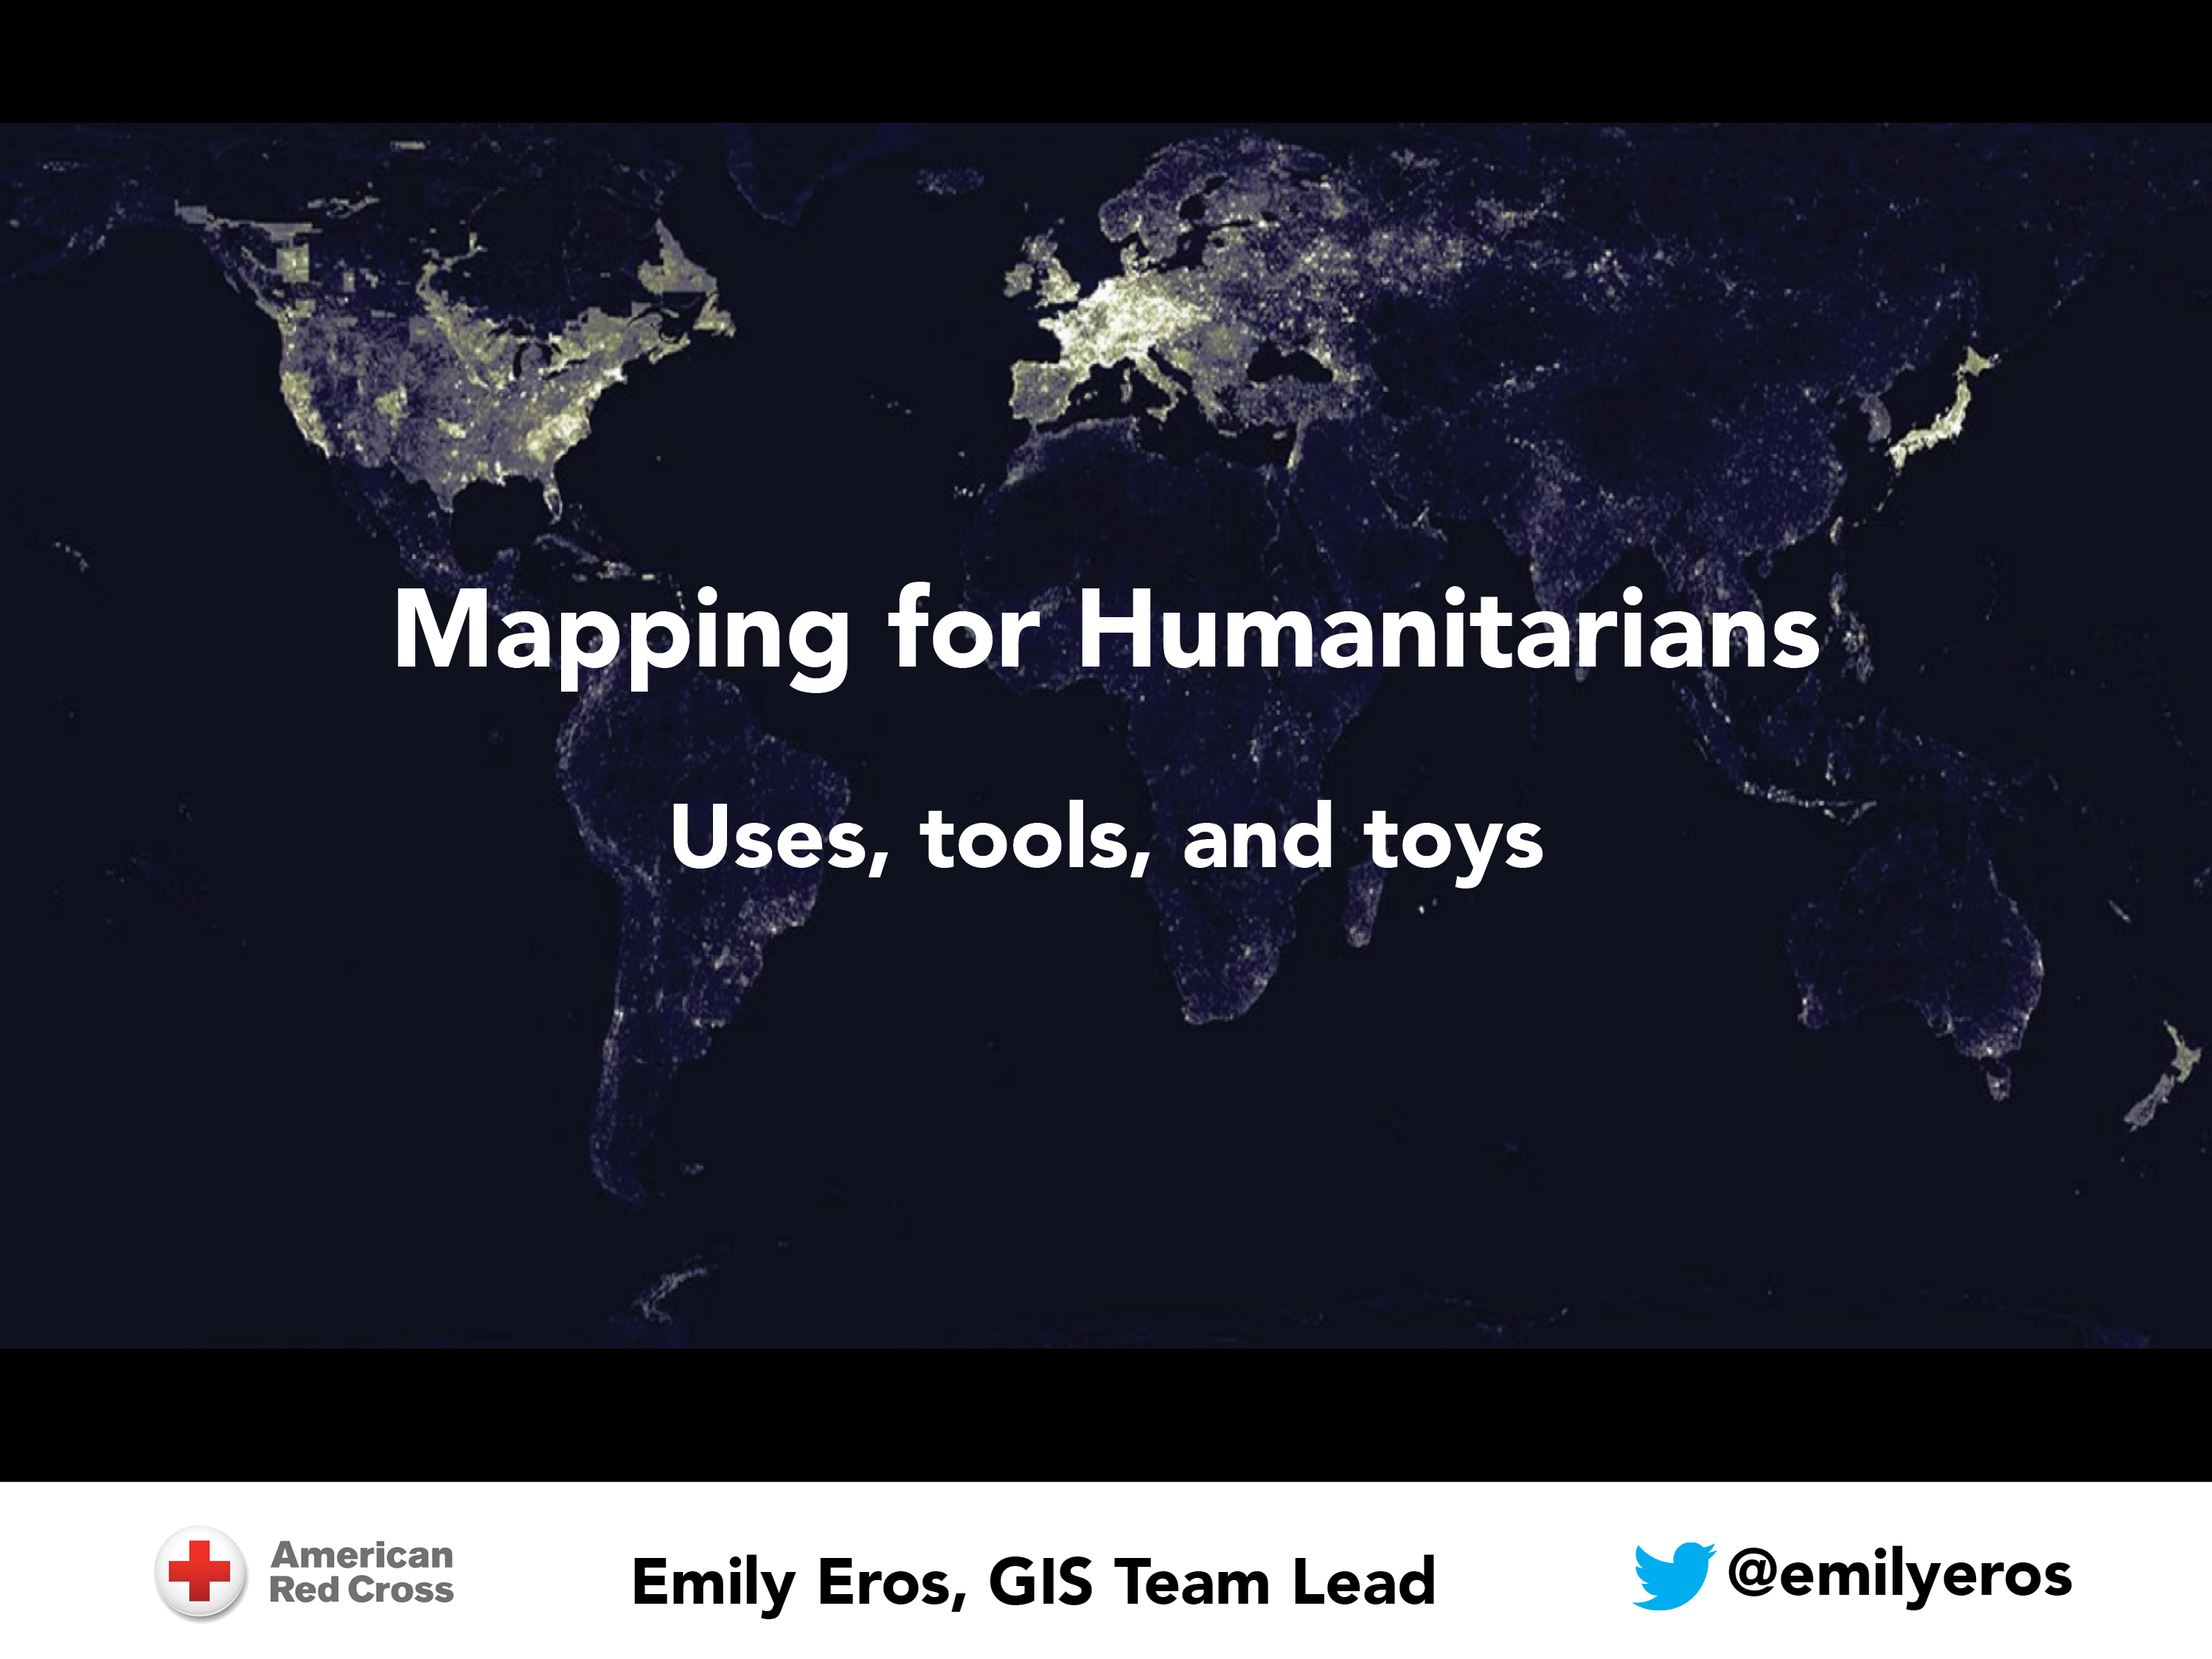 Mapping for Humanitarians
Uses, tools, and toys
American
Red Cross
Emily Eros, GIS Team Lead
@emilyeros